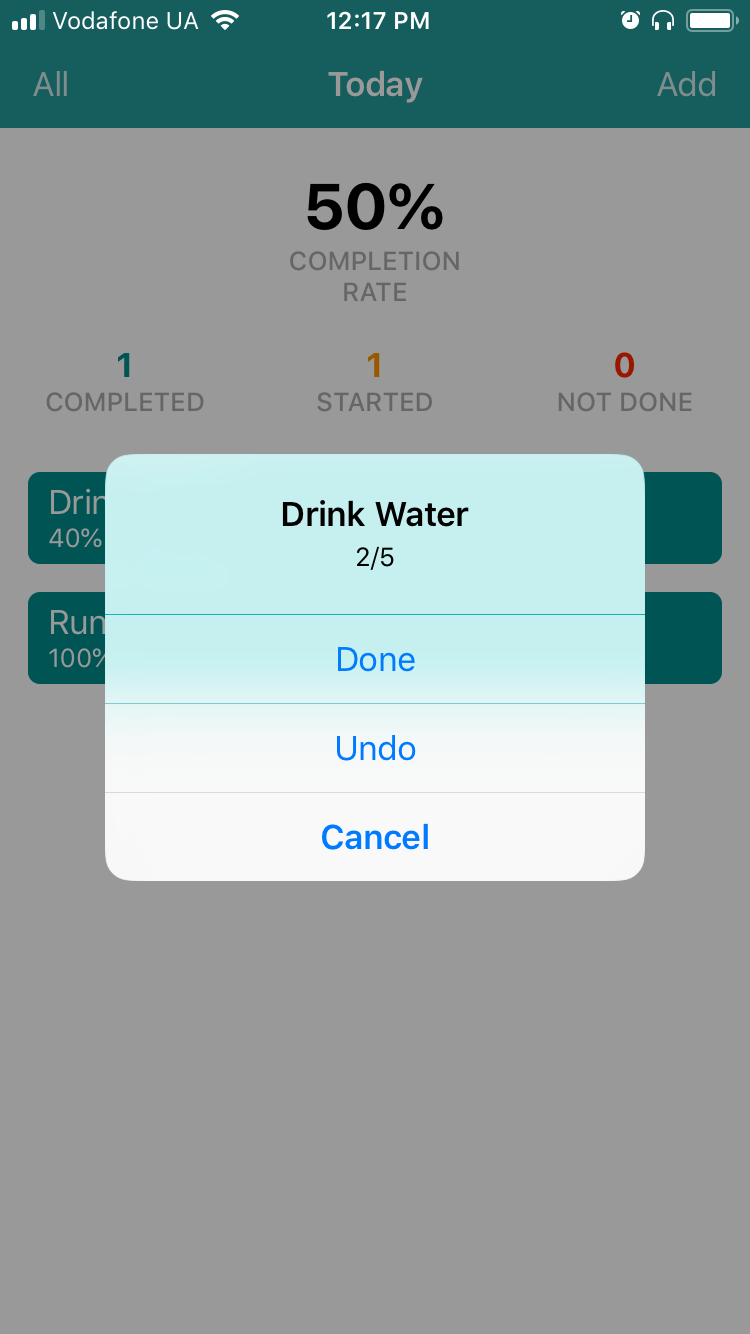 Vodafone UA 12:17 PM
All Today Add
50%
COMPLETION
RATE
1 1 0
COMPLETED STARTED NOT DONE
40%
Run
100%
Drink Water
2/5
Done
Undo
Cancel